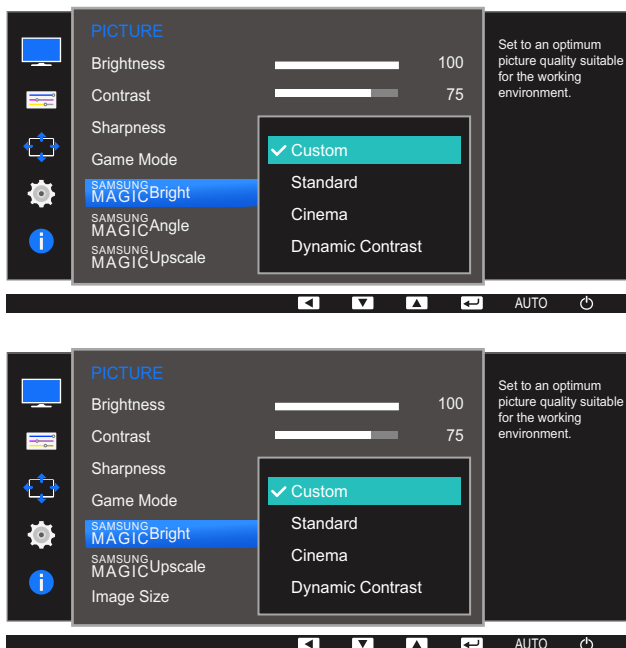 PICTURE
Brightness 100
Contrast 75
Sharpness
Game Mode
SAMSUNG
MAGICBright
SAMSUNG
MAGICAngle
SAMSUNG
MAGICUpscale
Custom
Standard
Cinema
Dynamic Contrast
Set to an optimum
picture quality suitable
for the working
environment.
AUTO
PICTURE
Brightness 100
Contrast 75
Sharpness
Game Mode
SAMSUNG
MAGICBright
SAMSUNG
MAGICUpscale
Image Size
Custom
Standard
Cinema
Dynamic Contrast
Set to an optimum
picture quality suitable
for the working
environment.
AUTO